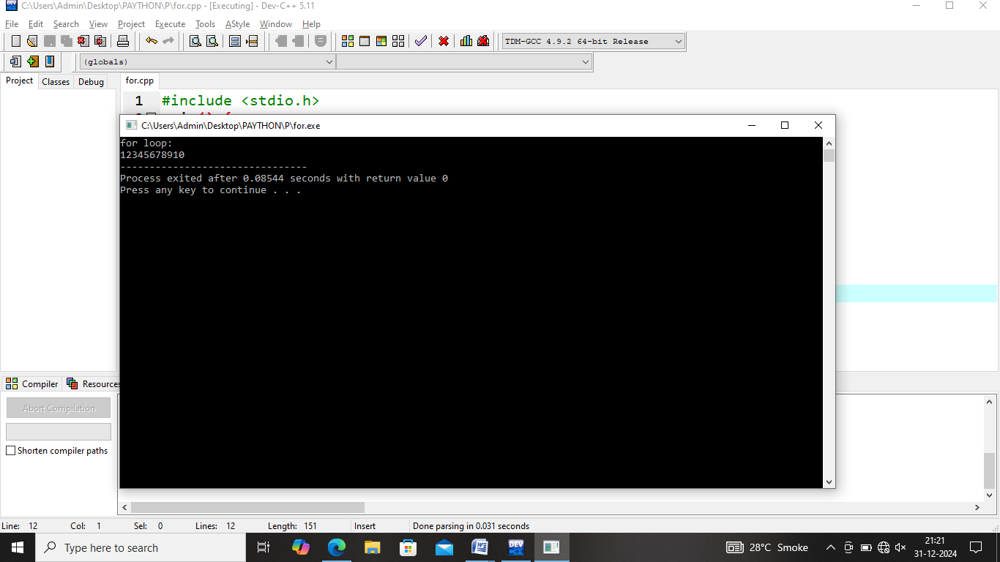 C:\Users\Admin\Desktop\PAYTHON\P\for.cpp - [Executing] - Dev-C++ 5.11
File Edit Search View Project Execute Tools AStyle Window Help
TDM-GCC 4.9.2 64-bit Release
(globals)
Project Classes Debug
for.cpp
1 #include <stdio.h>
C:\Users\Admin\Desktop\PAYTHON\P\for.exe
for loop:
12345678910
--------------------------------
Process exited after 0.08544 seconds with return value 0
Press any key to continue . . .
Compiler Resources
Abort Compilation
Shorten compiler paths
Line: 12 Col: 1 Sel: 0 Lines: 12 Length: 151 Insert Done parsing in 0.031 seconds
Type here to search
DEV
28°C Smoke
21:21
31-12-2024